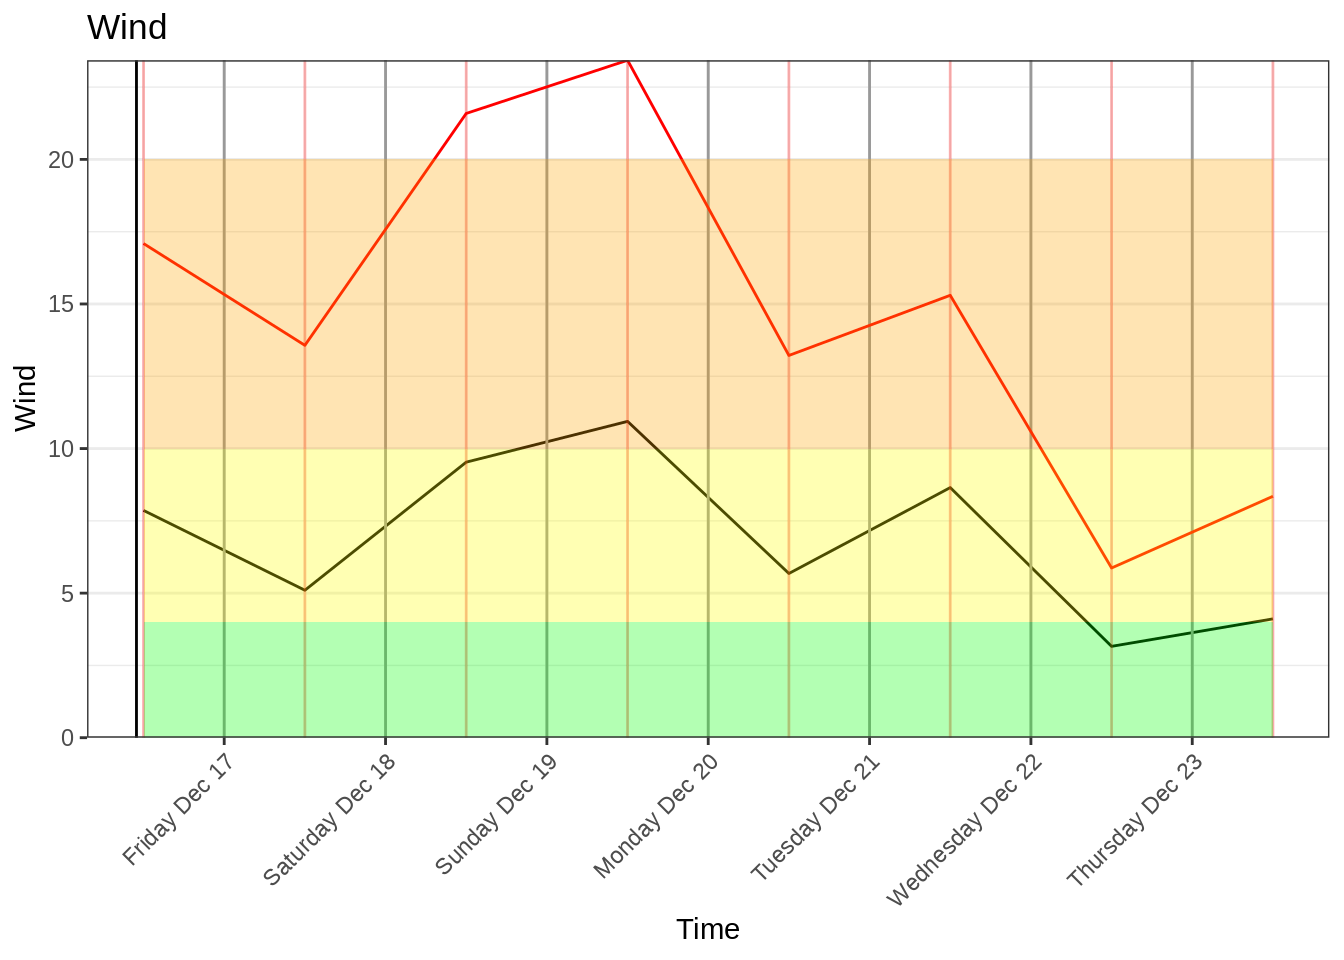 Wind
Wind
20
15
10
5
0
Friday Dec 17
Saturday Dec 18
Sunday Dec 19
Monday Dec 20
Tuesday Dec 21
Wednesday Dec 22
Thursday Dec 23
Time